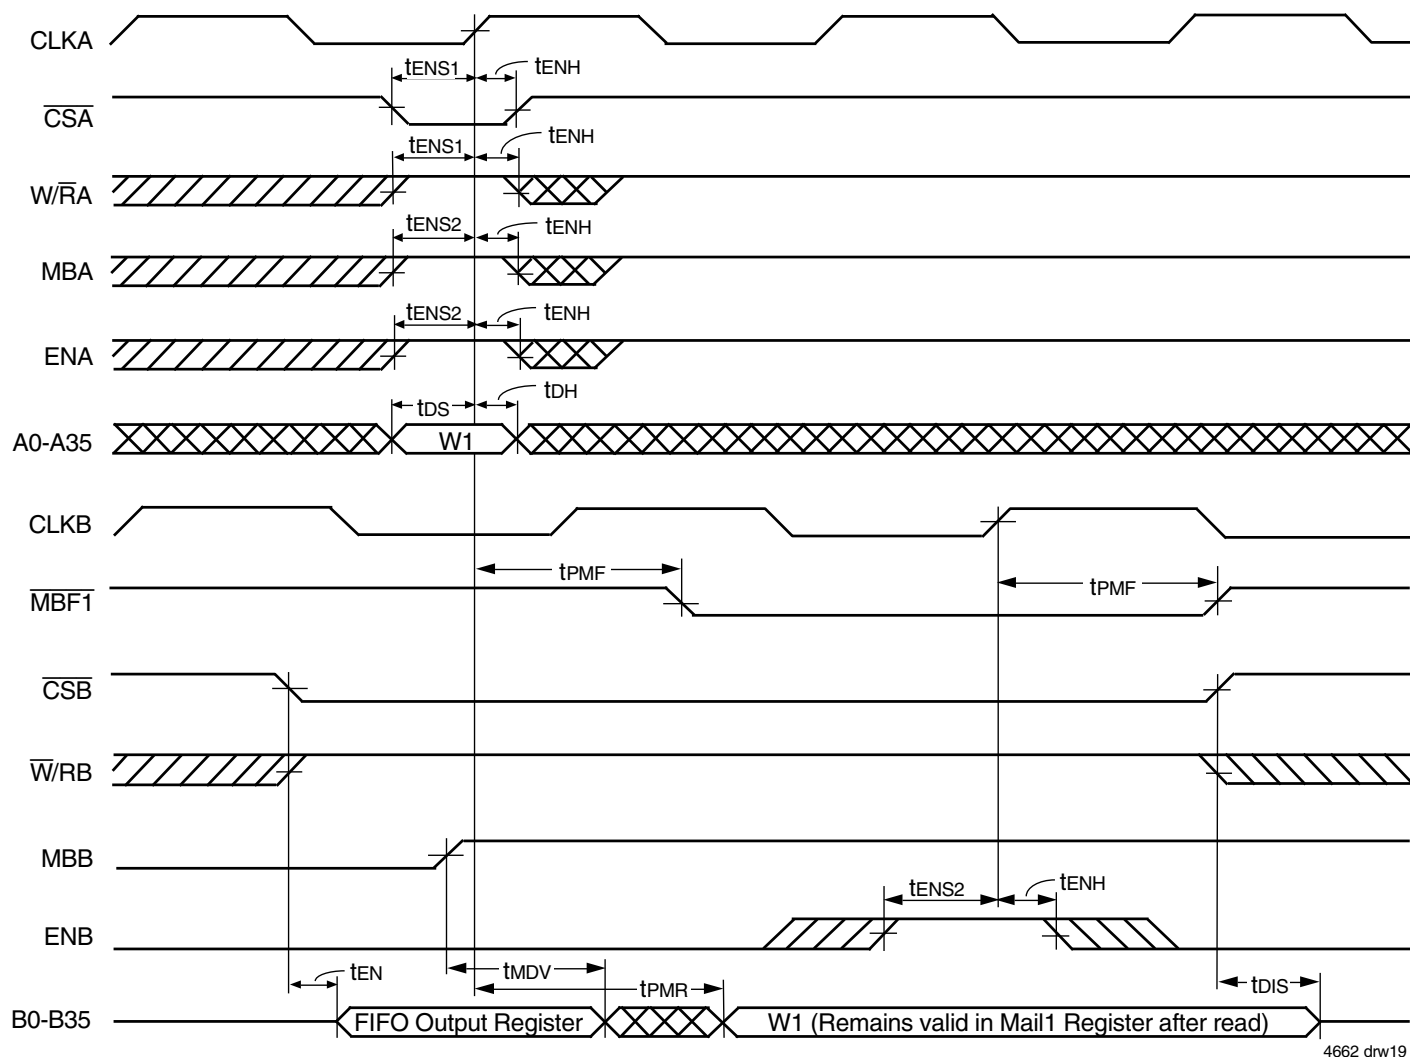 CLKA
tENS1
tENH
CSA
tENS1
tENH
W/RA
tENS2
tENH
MBA
tENS2
tENH
ENA
tDS
tDH
A0-A35
W1
CLKB
tPMF
tPMF
MBF1
CSB
W/RB
MBB
tENS2
tENH
ENB
tEN
tMDV
tPMR
tDIS
B0-B35
FIFO Output Register
W1 (Remains valid in Mail1 Register after read)
4662 drw19